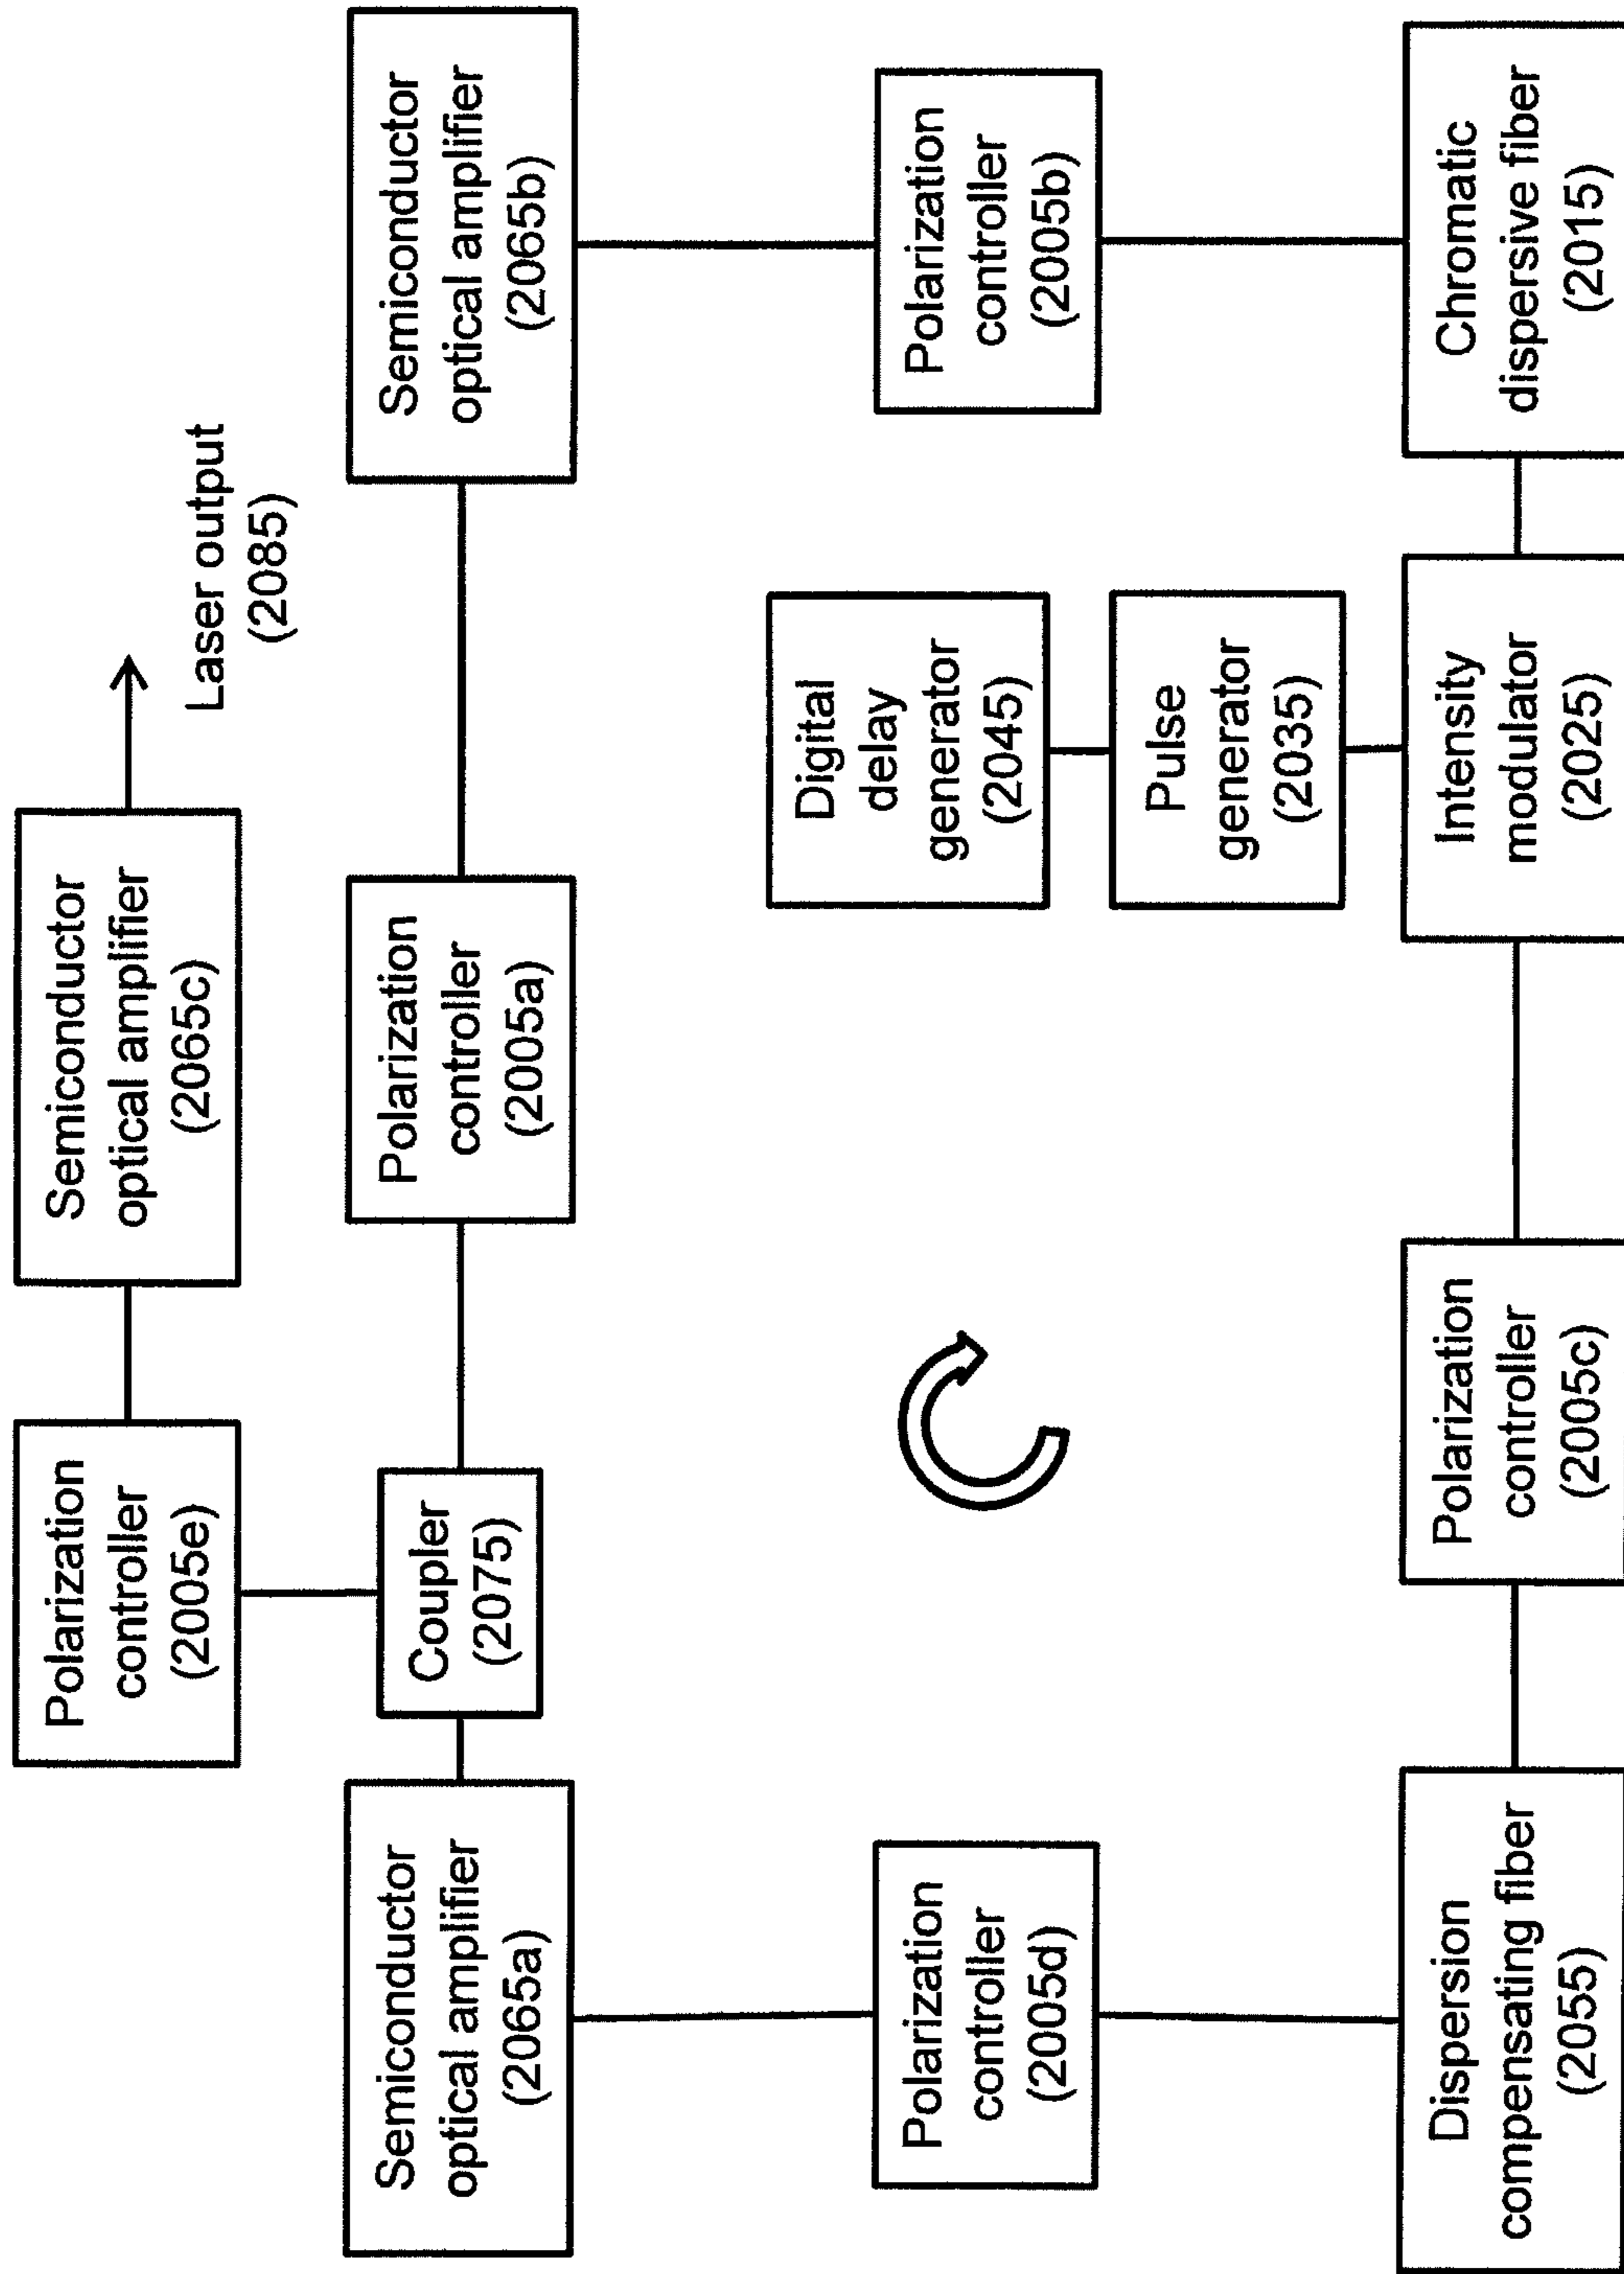 Polarization
controller
(2005e)
Semiconductor
optical amplifier
(2065c)
Laser output
(2085)
Semiconductor
optical amplifier
(2065a)
Coupler
(2075)
Polarization
controller
(2005a)
Semiconductor
optical amplifier
(2065b)
Polarization
controller
(2005d)
Digital
delay
generator
(2045)
Polarization
controller
(2005b)
Pulse
generator
(2035)
Dispersion
compensating fiber
(2055)
Polarization
controller
(2005c)
Intensity
modulator
(2025)
Chromatic
dispersive fiber
(2015)